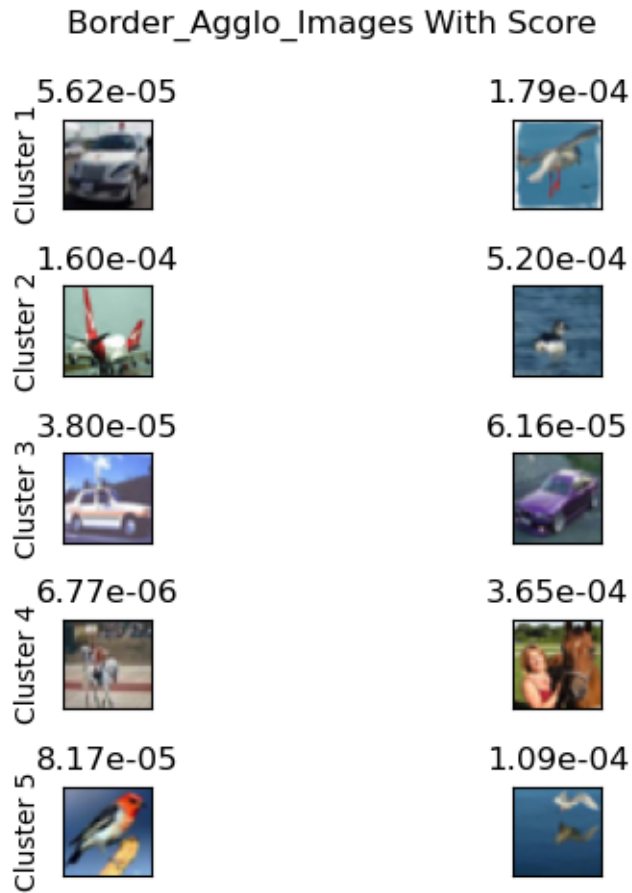 Border_Agglo_Images With Score
5.62e-05 1.79e-04
Cluster 1
1.60e-04 5.20e-04
Cluster 2
3.80e-05 6.16e-05
Cluster 3
6.77e-06 3.65e-04
Cluster 4
8.17e-05 1.09e-04
Cluster 5